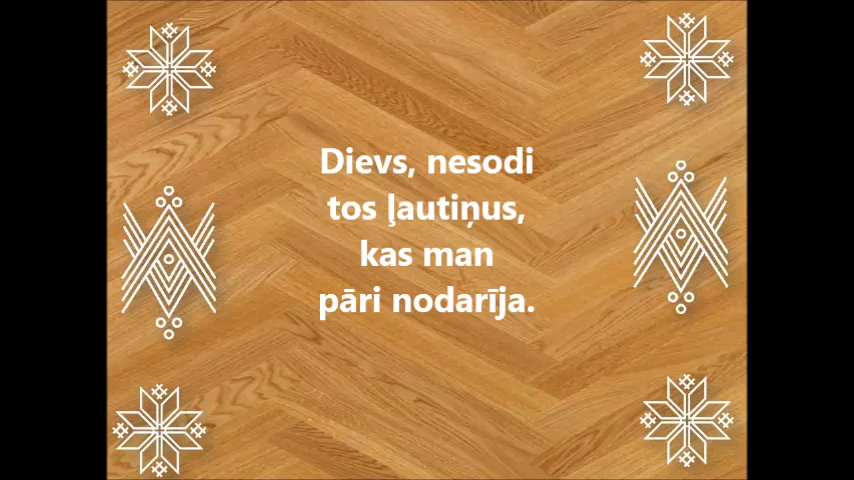 Dievs, nesodi
tos ļautiņus,
kas man
pāri nodarīja.